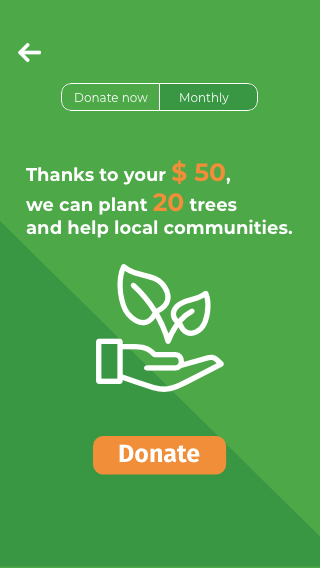 Donate now
Monthly
Thanks to your $ 50,
we can plant 20 trees
and help local communities.
Donate